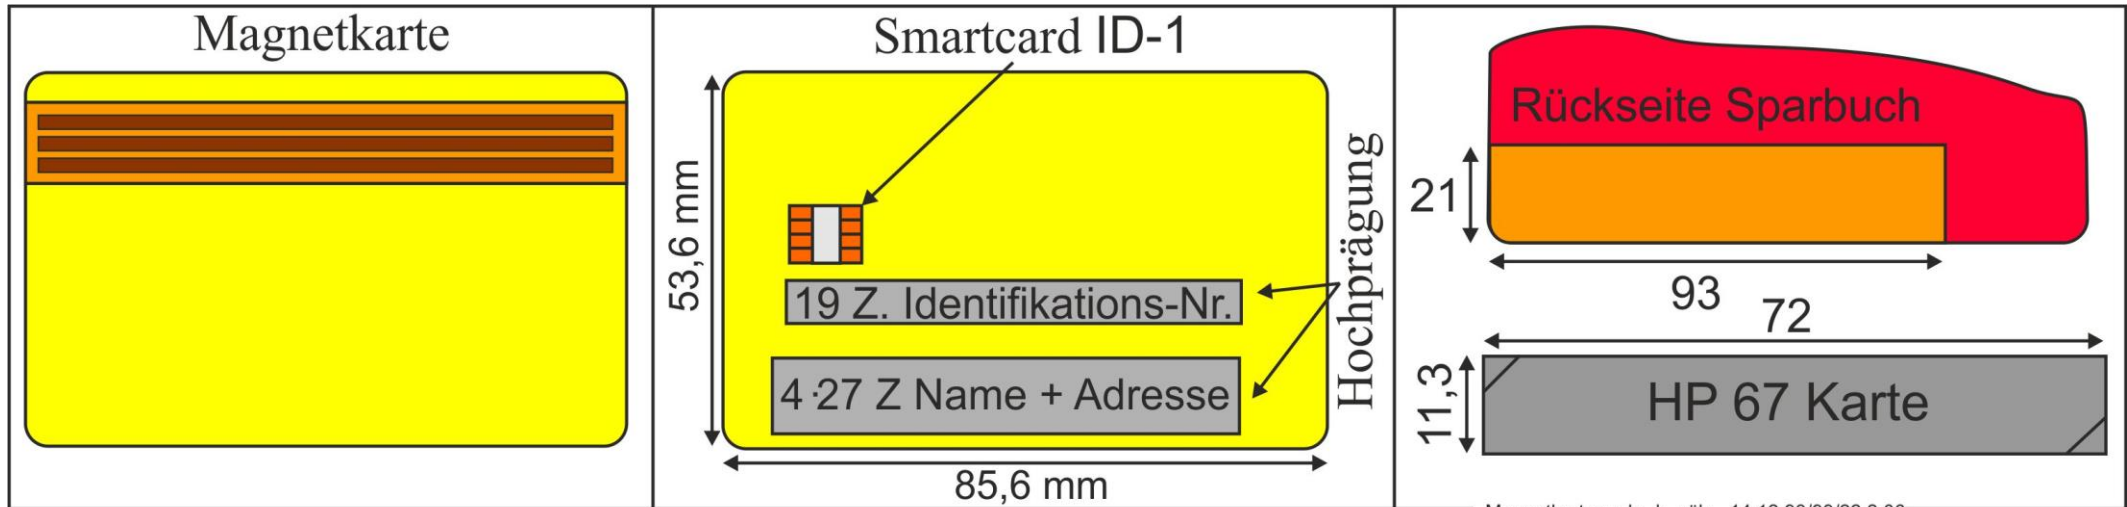 Magnetkarte
Smartcard ID-1
53,6 mm
19 Z. Identifikations-Nr.
4·27 Z Name + Adresse
85,6 mm
Hochprägung
Rückseite Sparbuch
21
93
72
11,3
HP 67 Karte